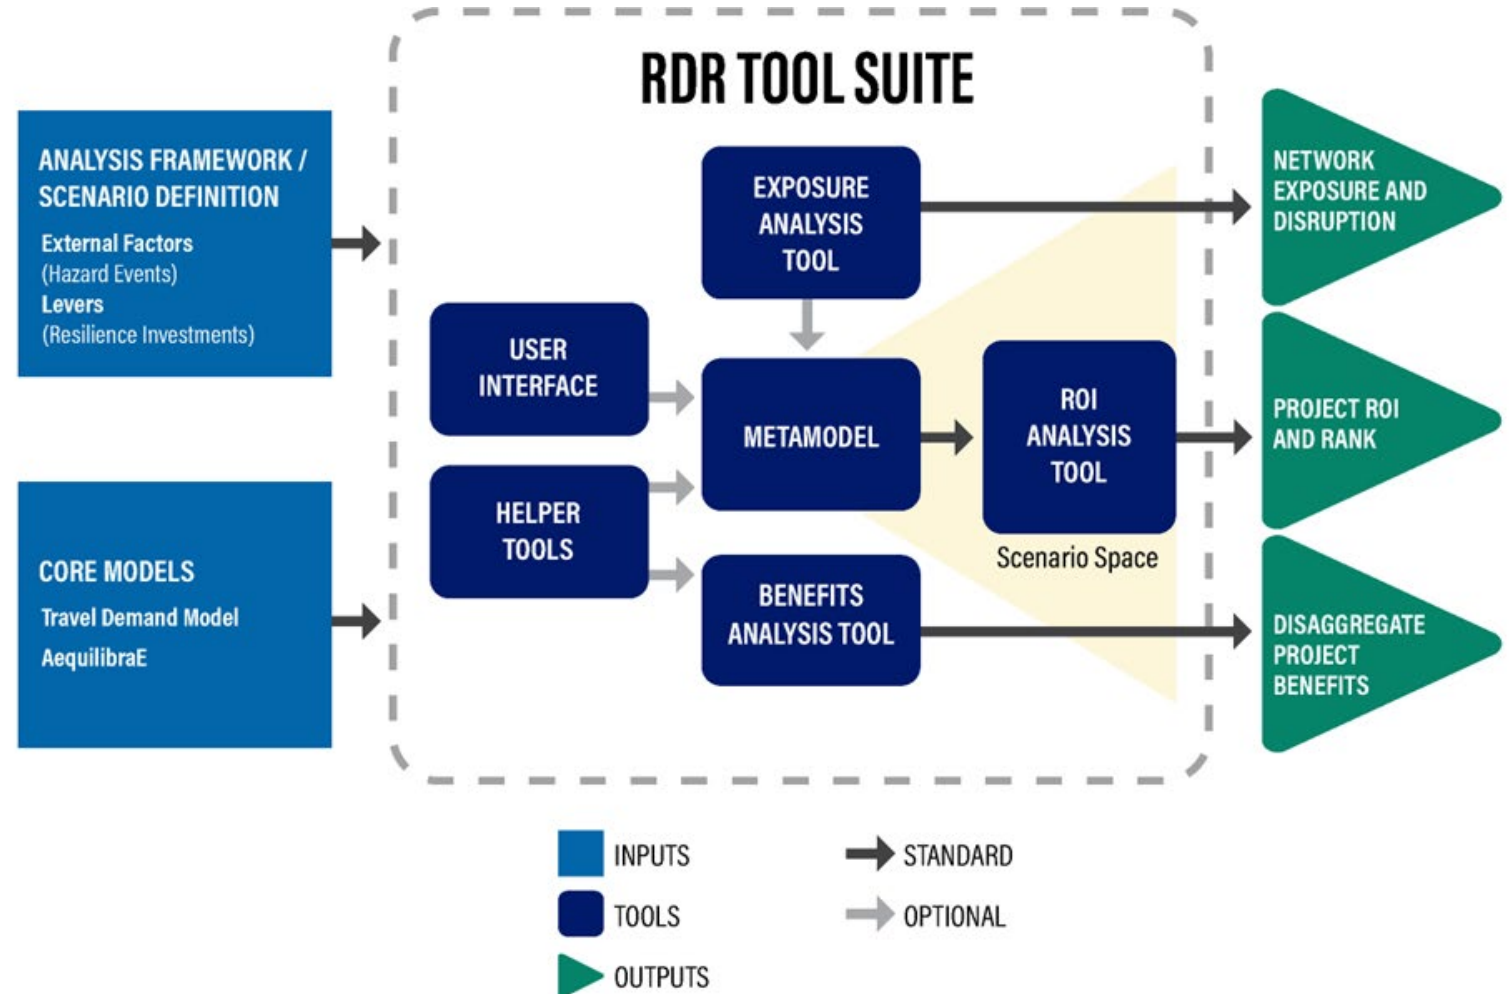 RDR TOOL SUITE
ANALYSIS FRAMEWORK /
SCENARIO DEFINITION
External Factors
(Hazard Events)
Levers
(Resilience Investments)
CORE MODELS
Travel Demand Model
AequilibraE
EXPOSURE
ANALYSIS
TOOL
USER
INTERFACE
HELPER
TOOLS
METAMODEL
BENEFITS
ANALYSIS TOOL
ROI
ANALYSIS
TOOL
Scenario Space
NETWORK
EXPOSURE AND
DISRUPTION
PROJECT ROI
AND RANK
DISAGGREGATE
PROJECT
BENEFITS
INPUTS
TOOLS
OUTPUTS
STANDARD
OPTIONAL